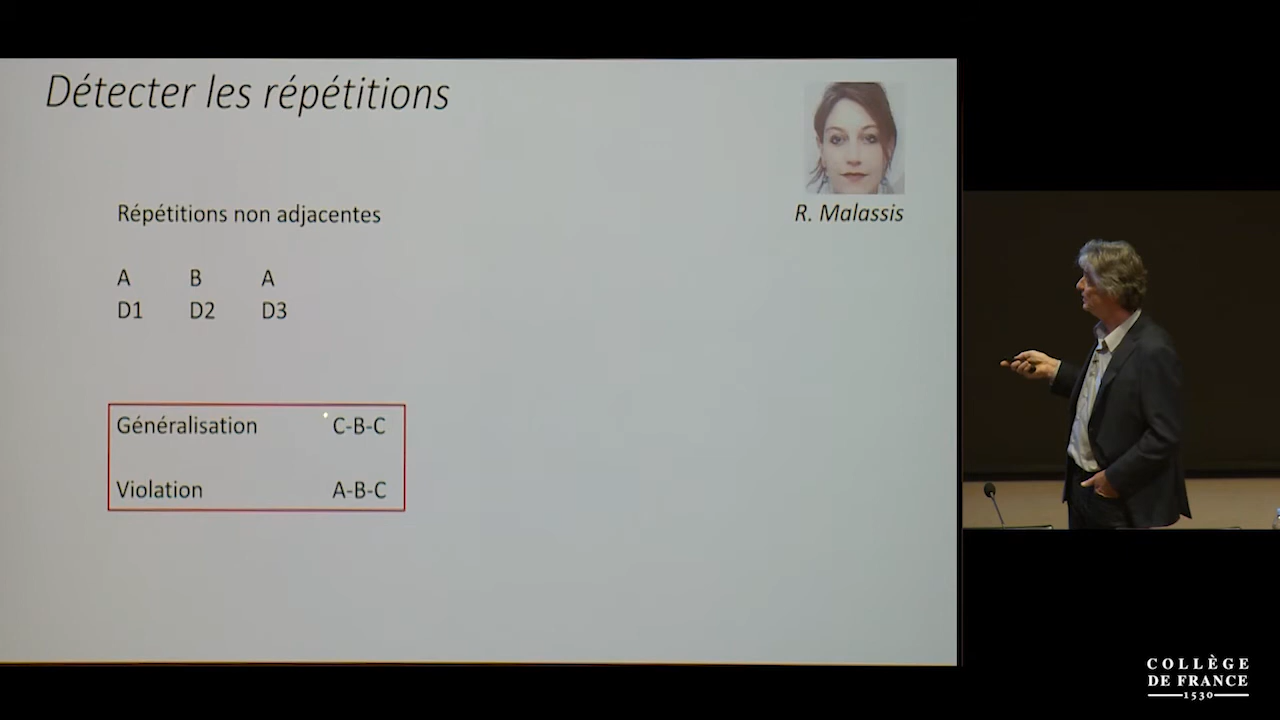 Détecter les répétitions
R. Malassis
Répétitions non adjacentes
A B A
D1 D2 D3
Généralisation C-B-C
Violation A-B-C
COLLÈGE
DE FRANCE
1530